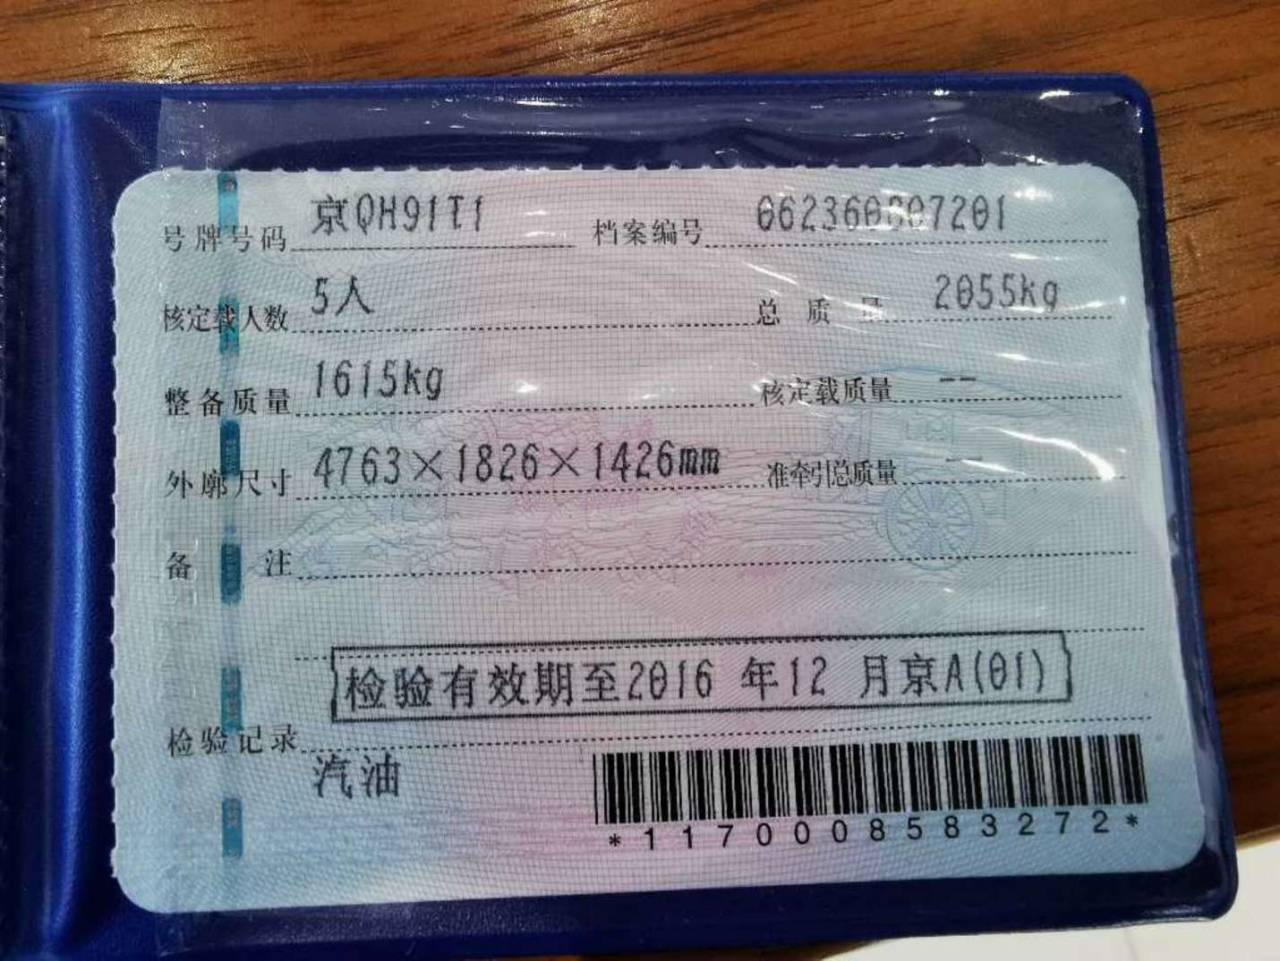 号牌号码 京QH91T1 档案编号 062360807201
核定载人数 5人 总质量 2055kg
整备质量 1615kg 核定载质量 --
外廓尺寸 4763×1826×1426mm 准牵引总质量 --
备注
检验有效期至2016 年12 月京A(01)
检验记录
汽油
*1170008583272*